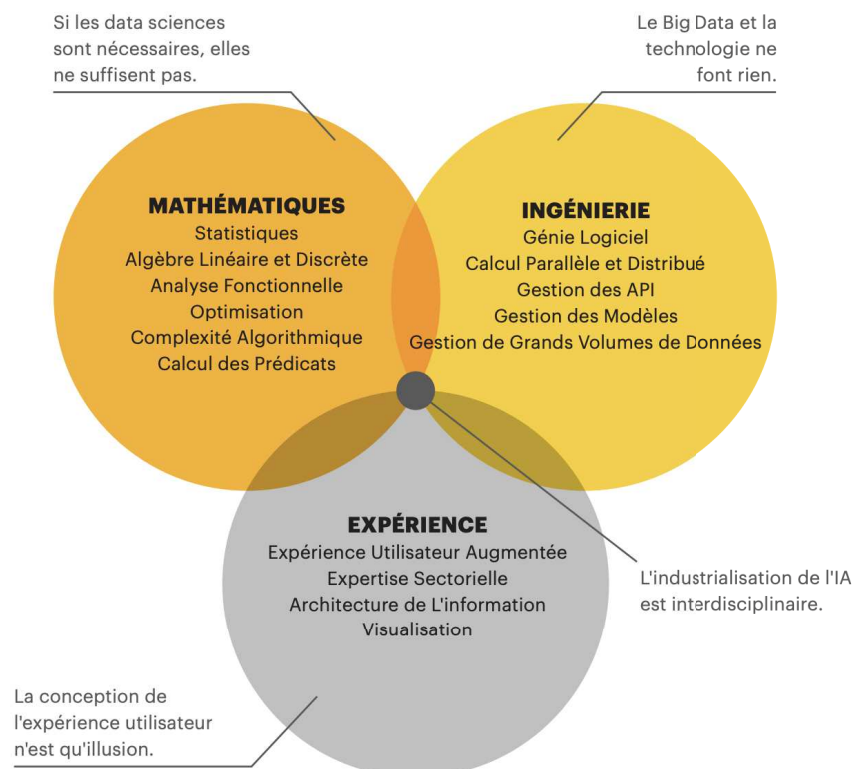 Si les data sciences
sont nécessaires, elles
ne suffisent pas.
Le Big Data et la
technologie ne
font rien.
MATHÉMATIQUES
Statistiques
Algèbre Linéaire et Discrète
Analyse Fonctionnelle
Optimisation
Complexité Algorithmique
Calcul des Prédicats
INGÉNIERIE
Génie Logiciel
Calcul Parallèle et Distribué
Gestion des API
Gestion des Modèles
Gestion de Grands Volumes de Données
EXPÉRIENCE
Expérience Utilisateur Augmentée
Expertise Sectorielle
Architecture de L'information
Visualisation
L'industrialisation de l'IA
est interdisciplinaire.
La conception de
l'expérience utilisateur
n'est qu'illusion.